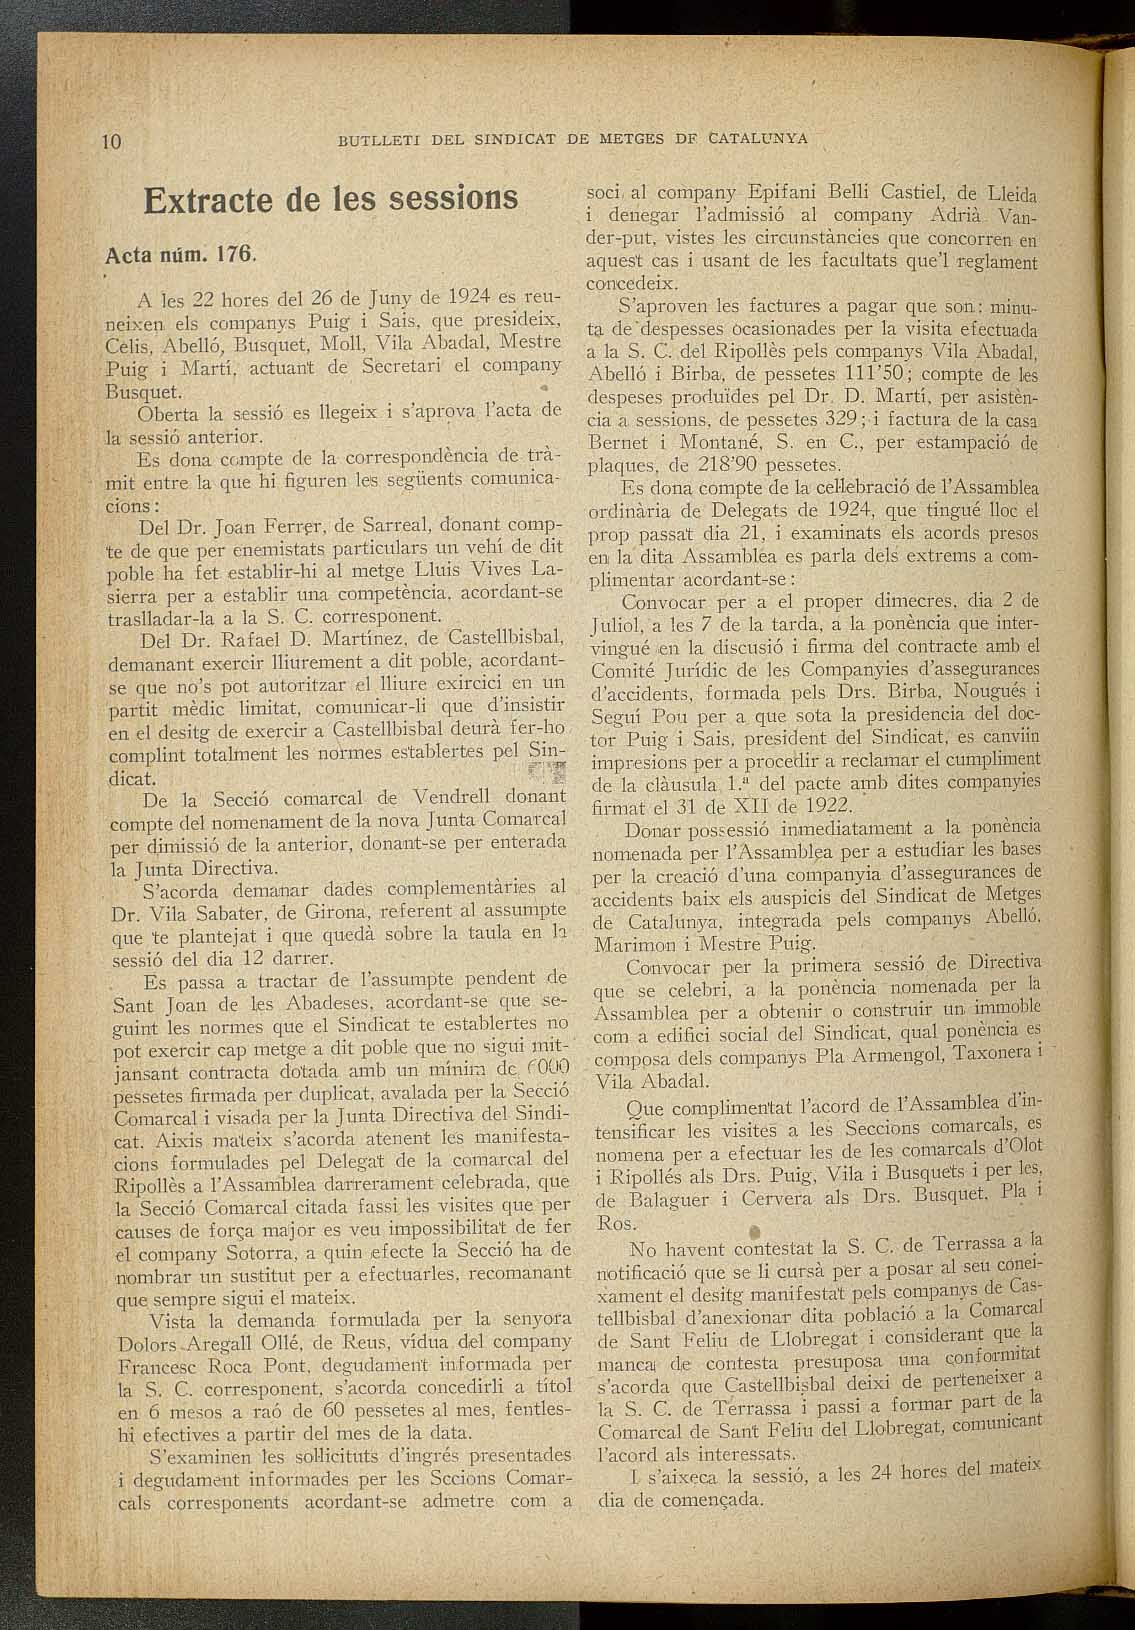 10
BUTLLETI DEL SINDICAT DE METGES DE CATALUNYA
Extracte de les sessions
Acta núm. 176.
A les 22 hores del 26 de Juny de 1924 es reu-
neixen els companys Puig i Sais, que presideix,
Celis, Abelló, Busquet, Moll, Vila Abadal, Mestre
Puig i Martí, actuant de Secretari el company
Busquet.
Oberta la sessió es llegeix i s'aprova l'acta de
la sessió anterior.
Es dona compte de la correspondència de trà-
mit entre la que hi figuren les segiients comunica-
cions:
Del Dr. Joan Ferrer, de Sarreal, donant comp-
te de que per enemistats particulars un vehí de dit
poble ha fet establir-hi al metge Lluis Vives La-
sierra per a establir una competència, acordant-se
traslladar-la a la S. C. corresponent.
Del Dr. Rafael D. Martínez, de Castellbisbal,
demanant exercir lliurement a dit poble, acordant-
se que no's pot autoritzar el lliure exircici en un
partit mèdic limitat, comunicar-li que d'insistir
en el desitg de exercir a Castellbisbal deurà fer-ho
complint totalment les normes establertes pel Sin-
dicat.
De la Secció comarcal de Vendrell donant
compte del nomenament de la nova Junta Comarcal
per dimissió de la anterior, donant-se per enterada
la Junta Directiva.
S'acorda demanar dades complementàries al
Dr. Vila Sabater, de Girona, referent al assumpte
que te plantejat i que quedà sobre la taula en la
sessió del dia 12 darrer.
Es passa a tractar de l'assumpte pendent de
Sant Joan de les Abadeses, acordant-se que se-
guint les normes que el Sindicat te establertes no
pot exercir cap metge a dit poble que no sigui mit-
jansant contracta dotada amb un mínim de 6000
pessetes firmada per duplicat, avalada per la Secció
Comarcal i visada per la Junta Directiva del Sindi-
cat. Aixis mateix s'acorda atenent les manifesta-
cions formulades pel Delegat de la comarcal del
Ripollès a l'Assamblea darrerament celebrada, que
la Secció Comarcal citada fassi les visites que per
causes de força major es veu impossibilitat de fer
el company Sotorra, a quin efecte la Secció ha de
nombrar un sustitut per a efectuarles, recomanant
que sempre sigui el mateix.
Vista la demanda formulada per la senyora
Dolors Aregall Ollé, de Reus, vídua del company
Francesc Roca Pont, degudament informada per
la S. C. corresponent, s'acorda concedirli a títol
en 6 mesos a raó de 60 pessetes al mes, fentles-
hi efectives a partir del mes de la data.
S'examinen les sol·licituts d'ingrés presentades
i degudament informades per les Sccions Comar-
cals corresponents acordant-se admetre com a
soci al company Epifani Belli Castiel, de Lleida
i denegar l'admissió al company Adrià Van-
der-put, vistes les circunstàncies que concorren en
aquest cas i usant de les facultats que'l reglament
concedeix.
S'aproven les factures a pagar que son: minu-
ta de despesses ocasionades per la visita efectuada
a la S. C. del Ripollès pels companys Vila Abadal,
Abelló i Birba, de pessetes 111'50; compte de les
despeses produïdes pel Dr. D. Martí, per asistèn-
cia a sessions, de pessetes 329; i factura de la casa
Bernet i Montané, S. en C., per estampació de
plaques, de 218'90 pessetes.
Es dona compte de la cel·lebració de l'Assamblea
ordinària de Delegats de 1924, que tingué lloc el
prop passat dia 21, i examinats els acords presos
en la dita Assamblea es parla dels extrems a com-
plimentar acordant-se:
Convocar per a el proper dimecres, dia 2 de
Juliol, a les 7 de la tarda, a la ponència que inter-
vingué en la discusió i firma del contracte amb el
Comité Jurídic de les Companyies d'assegurances
d'accidents, formada pels Drs. Birba, Nougués i
Seguí Pou per a que sota la presidencia del doc-
tor Puig i Sais, president del Sindicat, es canviin
impresions per a procedir a reclamar el cumpliment
de la clàusula 1.ª del pacte amb dites companyies
firmat el 31 de XII de 1922.
Donar possessió inmediatament a la ponència
nomenada per l'Assamblea per a estudiar les bases
per la creació d'una companyia d'assegurances de
accidents baix els auspicis del Sindicat de Metges
de Catalunya, integrada pels companys Abelló,
Marimon i Mestre Puig.
Convocar per la primera sessió de Directiva
que se celebri, a la ponència nomenada per la
Assamblea per a obtenir o construir un immoble
com a edifici social del Sindicat, qual ponència es
composa dels companys Pla Armengol, Taxonera i
Vila Abadal.
Que complimentat l'acord de l'Assamblea d'in-
tensificar les visites a les Seccions comarcals, es
nomena per a efectuar les de les comarcals d'Olot
i Ripollés als Drs. Puig, Vila i Busquets i per les
de Balaguer i Cervera als Drs. Busquet, Pla i
Ros.
No havent contestat la S. C. de Terrassa a la
notificació que se li cursà per a posar al seu conei-
xament el desitg manifestat pels companys de Cas-
tellbisbal d'anexionar dita població a la Comarcal
de Sant Feliu de Llobregat i considerant que la
manca de contesta presuposa una conformitat
s'acorda que Castellbisbal deixi de perteneixer a
la S. C. de Terrassa i passi a formar part de la
Comarcal de Sant Feliu del Llobregat, comunicant
l'acord als interessats.
I s'aixeca la sessió, a les 24 hores del mateix
dia de començada.